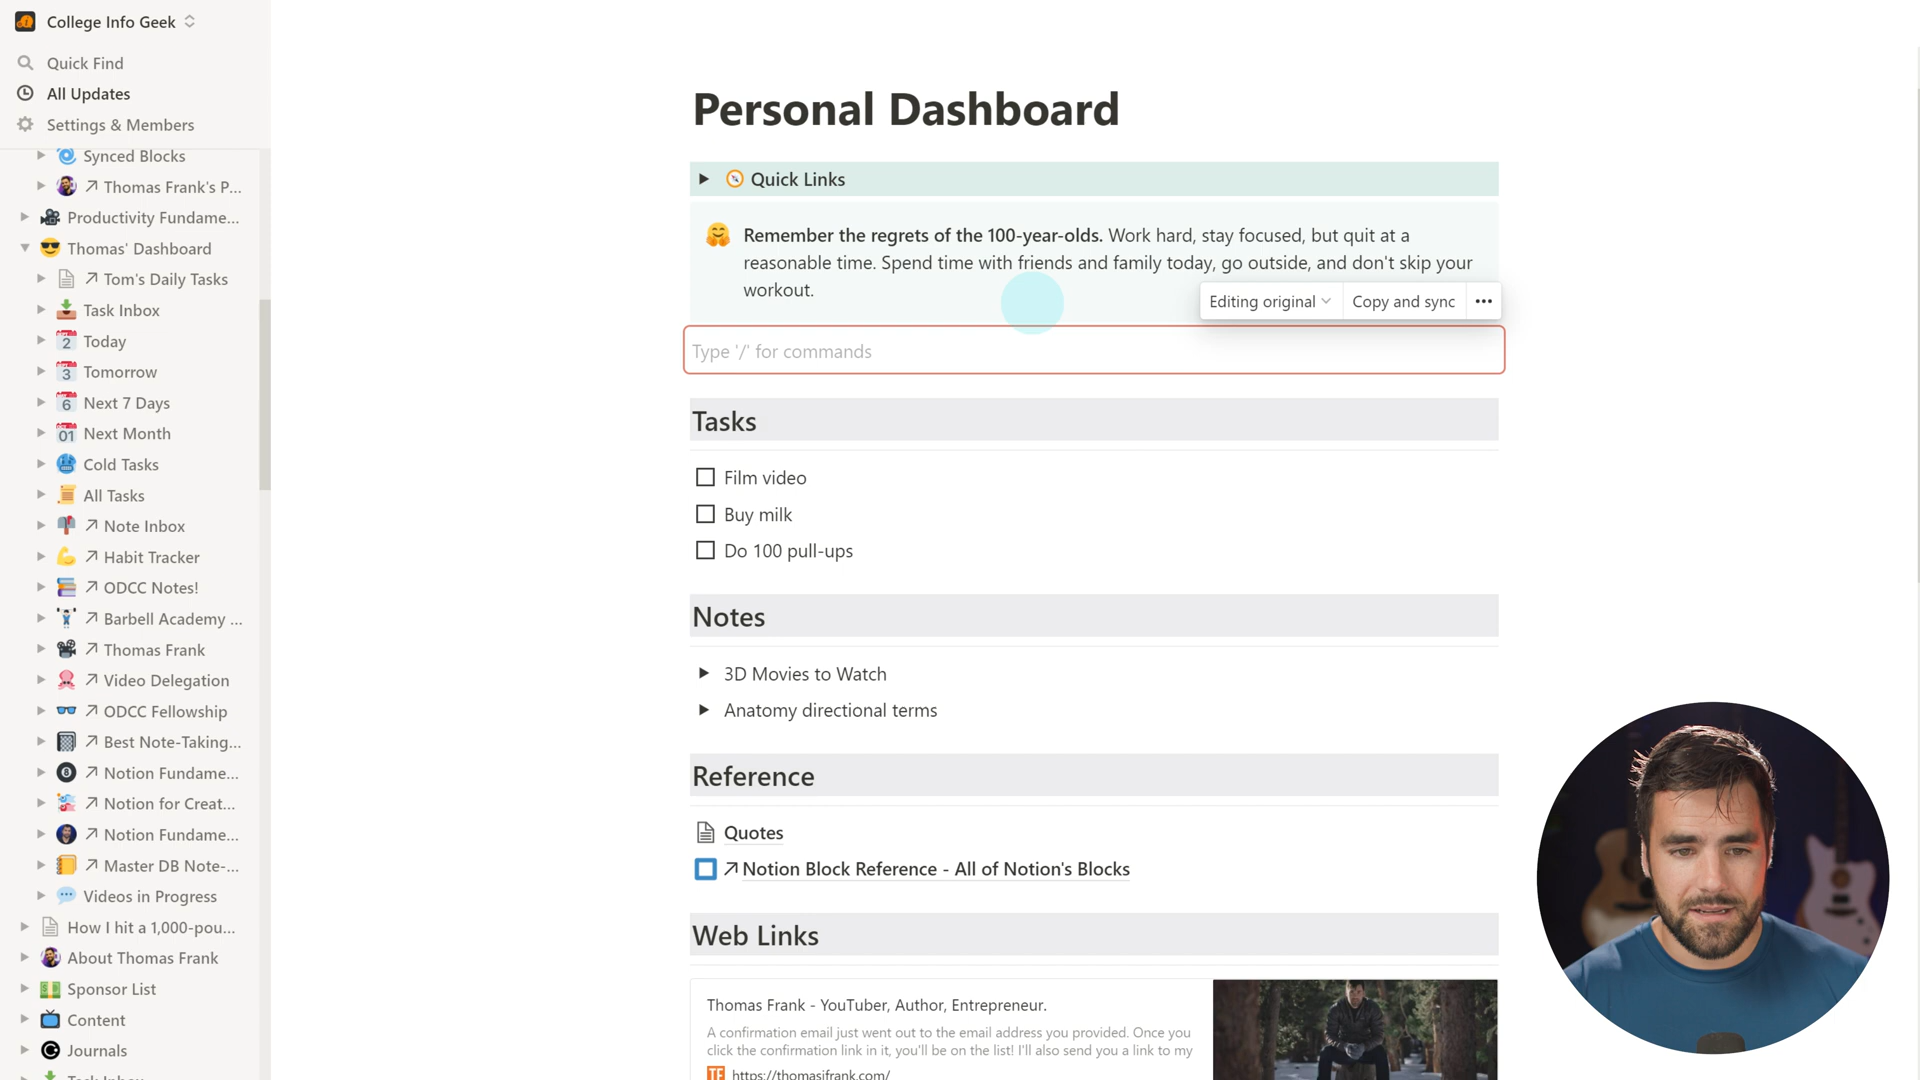 College Info Geek
Quick Find
All Updates
Settings & Members
Synced Blocks
Thomas Frank's P...
Productivity Fundame...
Thomas' Dashboard
Tom's Daily Tasks
Task Inbox
2 Today
3 Tomorrow
6 Next 7 Days
01 Next Month
Cold Tasks
All Tasks
Note Inbox
Habit Tracker
ODCC Notes!
Barbell Academy ...
Thomas Frank
Video Delegation
ODCC Fellowship
Best Note-Taking...
Notion Fundame...
Notion for Creat...
Notion Fundame...
Master DB Note-...
Videos in Progress
How I hit a 1,000-pou...
About Thomas Frank
Sponsor List
Content
Journals
Task Inbox
Personal Dashboard
Quick Links
Remember the regrets of the 100-year-olds. Work hard, stay focused, but quit at a
reasonable time. Spend time with friends and family today, go outside, and don't skip your
workout.
Editing original Copy and sync •••
Type '/' for commands
Tasks
Film video
Buy milk
Do 100 pull-ups
Notes
3D Movies to Watch
Anatomy directional terms
Reference
Quotes
Notion Block Reference - All of Notion's Blocks
Web Links
Thomas Frank - YouTuber, Author, Entrepreneur.
A confirmation email just went out to the email address you provided. Once you
click the confirmation link in it, you'll be on the list! I'll also send you a link to my
TF https://thomasjfrank.com/